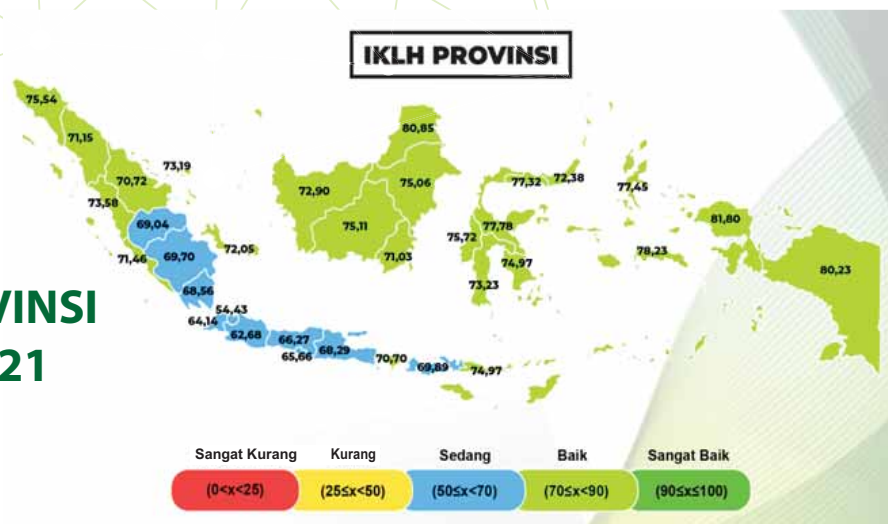 IKLH PROVINSI
75,54
80,85
71,15
73,19
70,72
72,90
75,06
77,32
72,38
77,45
73,58
81,80
69,04
75,11
75,72
77,78
72,05
78,23
71,46
69,70
71,03
74,97
80,23
73,23
68,56
VINSI
54,43
64,14
62,68
66,27
68,29
65,66
70,70
69,89
74,97
21
Sangat Kurang
Kurang
Sedang
Baik
Sangat Baik
(0<x<25)
(25≤x<50)
(50≤x<70)
(70≤x<90)
(90≤x≤100)